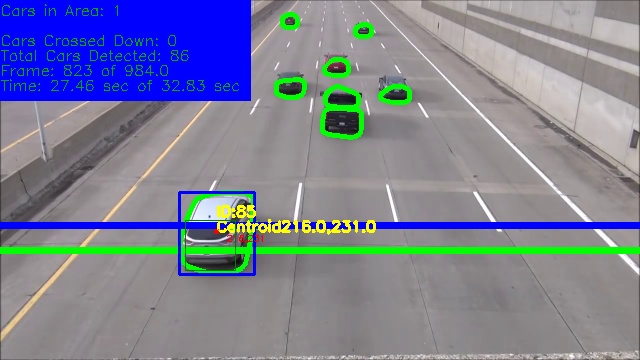 Cars in Area: 1
Cars Crossed Down: 0
Total Cars Detected: 86
Frame: 823 of 984.0
Time: 27.46 sec of 32.83 sec
ID:85
Centroid216.0,231.0